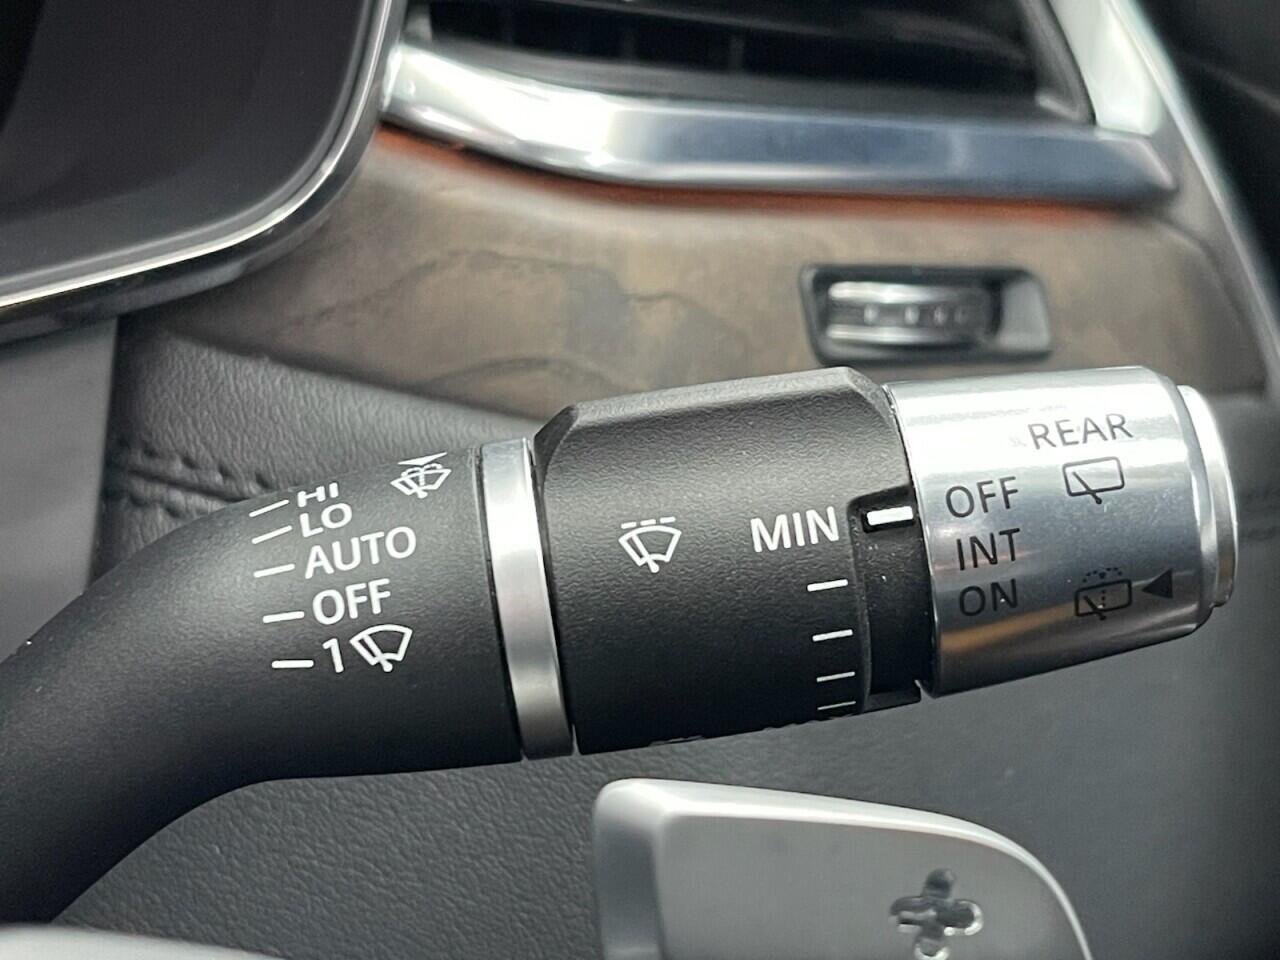 HI
LO
AUTO
OFF
1
MIN
REAR
OFF
INT
ON